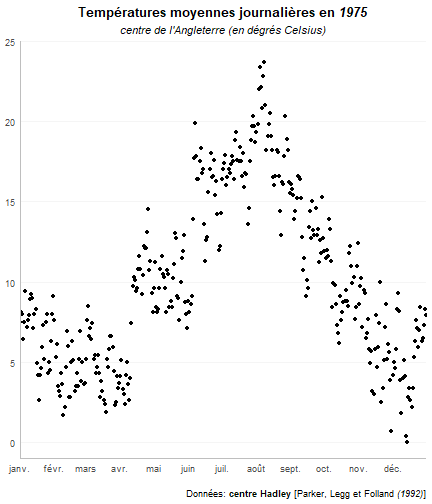 Températures moyennes journalières en 1975
centre de l'Angleterre (en dégrés Celsius)
25
20
15
10
5
0
janv. févr. mars avr. mai juin juil. août sept. oct. nov. déc.
Données: centre Hadley [Parker, Legg et Folland (1992)]